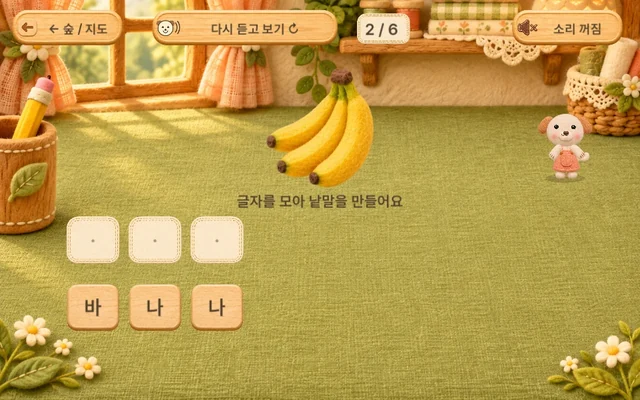 ← 숲 / 지도
다시 듣고 보기 ↻
2 / 6
소리 꺼짐
글자를 모아 낱말을 만들어요
바 나 나